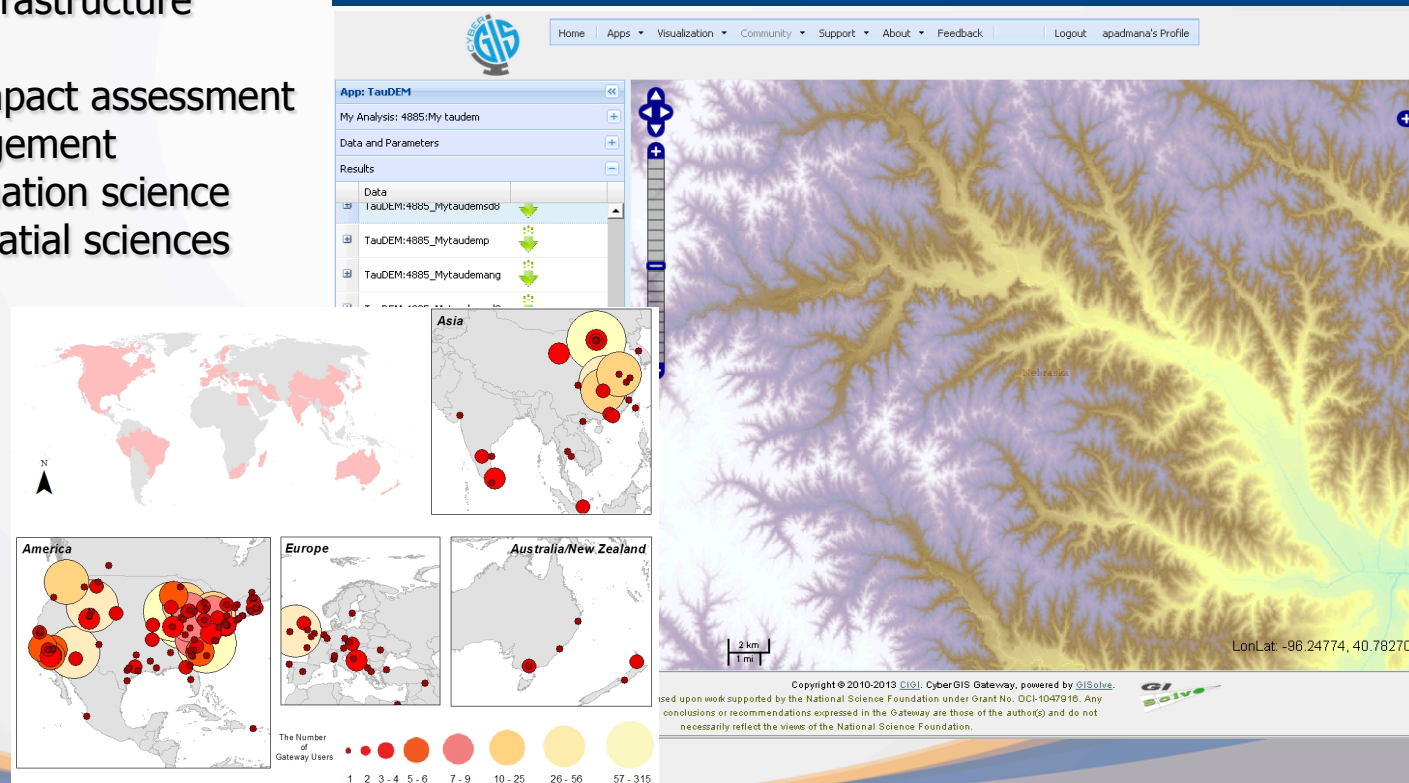 rastructure
pact assessment
gement
ation science
atial sciences
CYBER
GIS
Home Apps Visualization Community Support About Feedback Logout apadmana's Profile
App: TauDEM
My Analysis: 4885:My taudem
Data and Parameters
Results
Data
TauDEM:4885_Mytaudemsd8
TauDEM:4885_Mytaudemp
TauDEM:4885_Mytaudemang
Nebraska
2 km
1 mi
LonLat: -96.24774, 40.78270
Asia
N
America
Europe
Australia/New Zealand
The Number
of
Gateway Users
1 2 3 - 4 5 - 6 7 - 9 10 - 25 26 - 56 57 - 315
Copyright © 2010-2013 CIGI. CyberGIS Gateway, powered by GISolve.
sed upon work supported by the National Science Foundation under Grant No. OCI-1047916. Any
conclusions or recommendations expressed in the Gateway are those of the author(s) and do not
necessarily reflect the views of the National Science Foundation.
GI
Solve